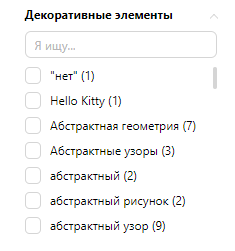 Декоративные элементы
Я ищу...
"нет" (1)
Hello Kitty (1)
Абстрактная геометрия (7)
Абстрактные узоры (3)
абстрактный (2)
абстрактный рисунок (2)
абстрактный узор (9)